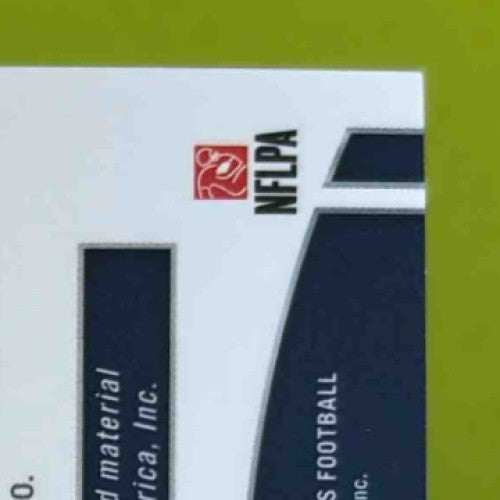 NFLPA
d material
rica, Inc.
S FOOTBALL
nc.
O.